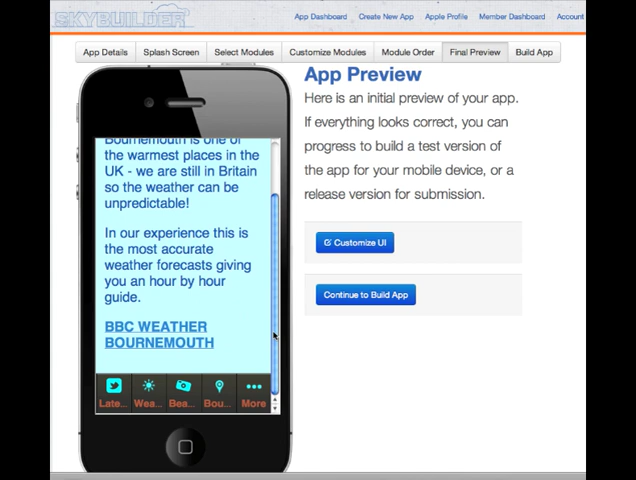 SKYBUILDER
App Dashboard Create New App Apple Profile Member Dashboard Account
App Details Splash Screen Select Modules Customize Modules Module Order Final Preview Build App
App Preview
Here is an initial preview of your app.
If everything looks correct, you can
progress to build a test version of
the app for your mobile device, or a
release version for submission.
Customize UI
Continue to Build App
Bournemouth is one of
the warmest places in the
UK - we are still in Britain
so the weather can be
unpredictable!
In our experience this is
the most accurate
weather forecasts giving
you an hour by hour
guide.
BBC WEATHER
BOURNEMOUTH
Late... Wea... Bea... Bou... More